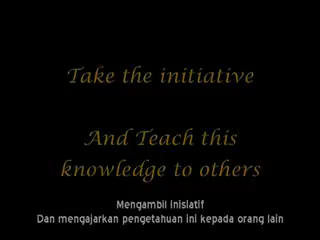 Take the initiative
And Teach this
knowledge to others
Mengambil Inisiatif
Dan mengajarkan pengetahuan ini kepada orang lain